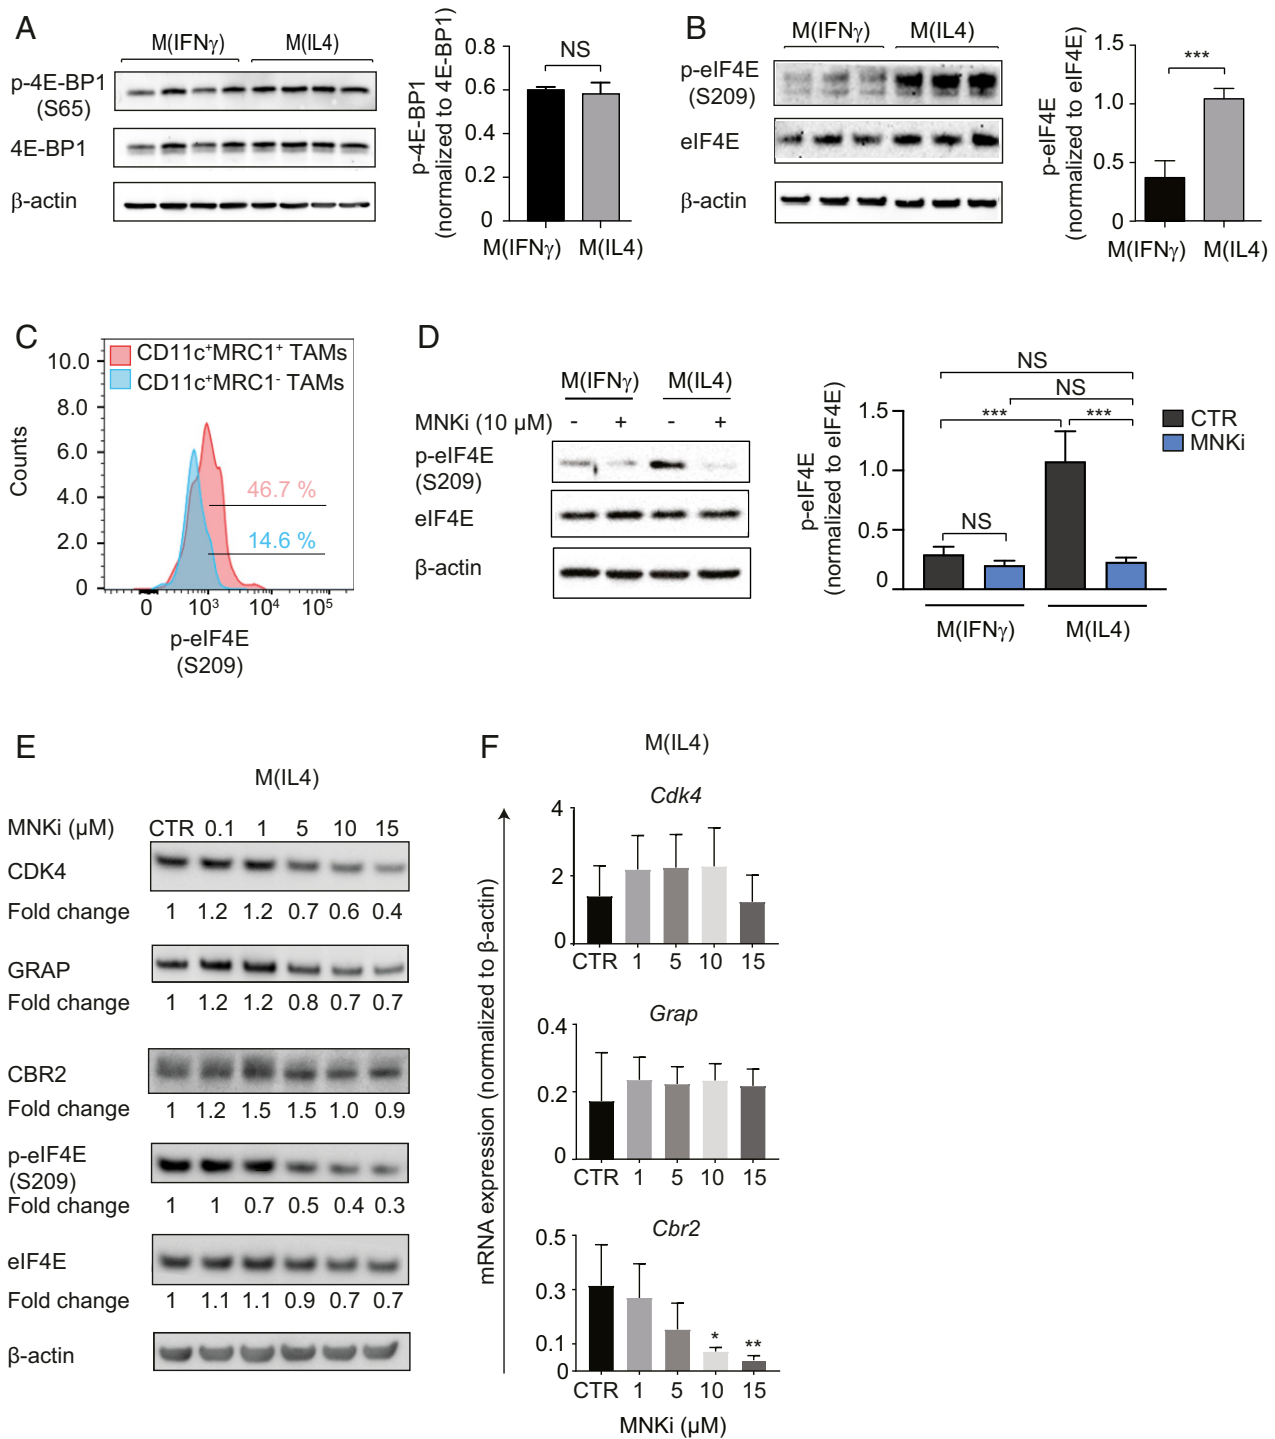 A
M(IFNγ) M(IL4)
p-4E-BP1
(S65)
4E-BP1
β-actin
p-4E-BP1
(normalized to 4E-BP1)
0.8
0.6
0.4
0.2
0
NS
M(IFNγ) M(IL4)
B
M(IFNγ) M(IL4)
p-eIF4E
(S209)
eIF4E
β-actin
p-eIF4E
(normalized to eIF4E)
1.5
1.0
0.5
0
***
M(IFNγ) M(IL4)
C
Counts
10.0
8.0
6.0
4.0
2.0
0
CD11c+MRC1+ TAMs
CD11c+MRC1- TAMs
46.7 %
14.6 %
0 10³ 10⁴ 10⁵
p-eIF4E
(S209)
D
M(IFNγ) M(IL4)
MNKi (10 µM) - + - +
p-eIF4E
(S209)
eIF4E
β-actin
p-eIF4E
(normalized to eIF4E)
1.5
1.0
0.5
0
NS
NS
*** ***
NS
CTR
MNKi
M(IFNγ) M(IL4)
E
M(IL4)
MNKi (µM) CTR 0.1 1 5 10 15
CDK4
Fold change 1 1.2 1.2 0.7 0.6 0.4
GRAP
Fold change 1 1.2 1.2 0.8 0.7 0.7
CBR2
Fold change 1 1.2 1.5 1.5 1.0 0.9
p-eIF4E
(S209)
Fold change 1 1 0.7 0.5 0.4 0.3
eIF4E
Fold change 1 1.1 1.1 0.9 0.7 0.7
β-actin
F
M(IL4)
mRNA expression (normalized to β-actin)
Cdk4
4
2
0
CTR 1 5 10 15
Grap
0.4
0.2
0
CTR 1 5 10 15
Cbr2
0.5
0.3
0.1
0
* **
CTR 1 5 10 15
MNKi (µM)